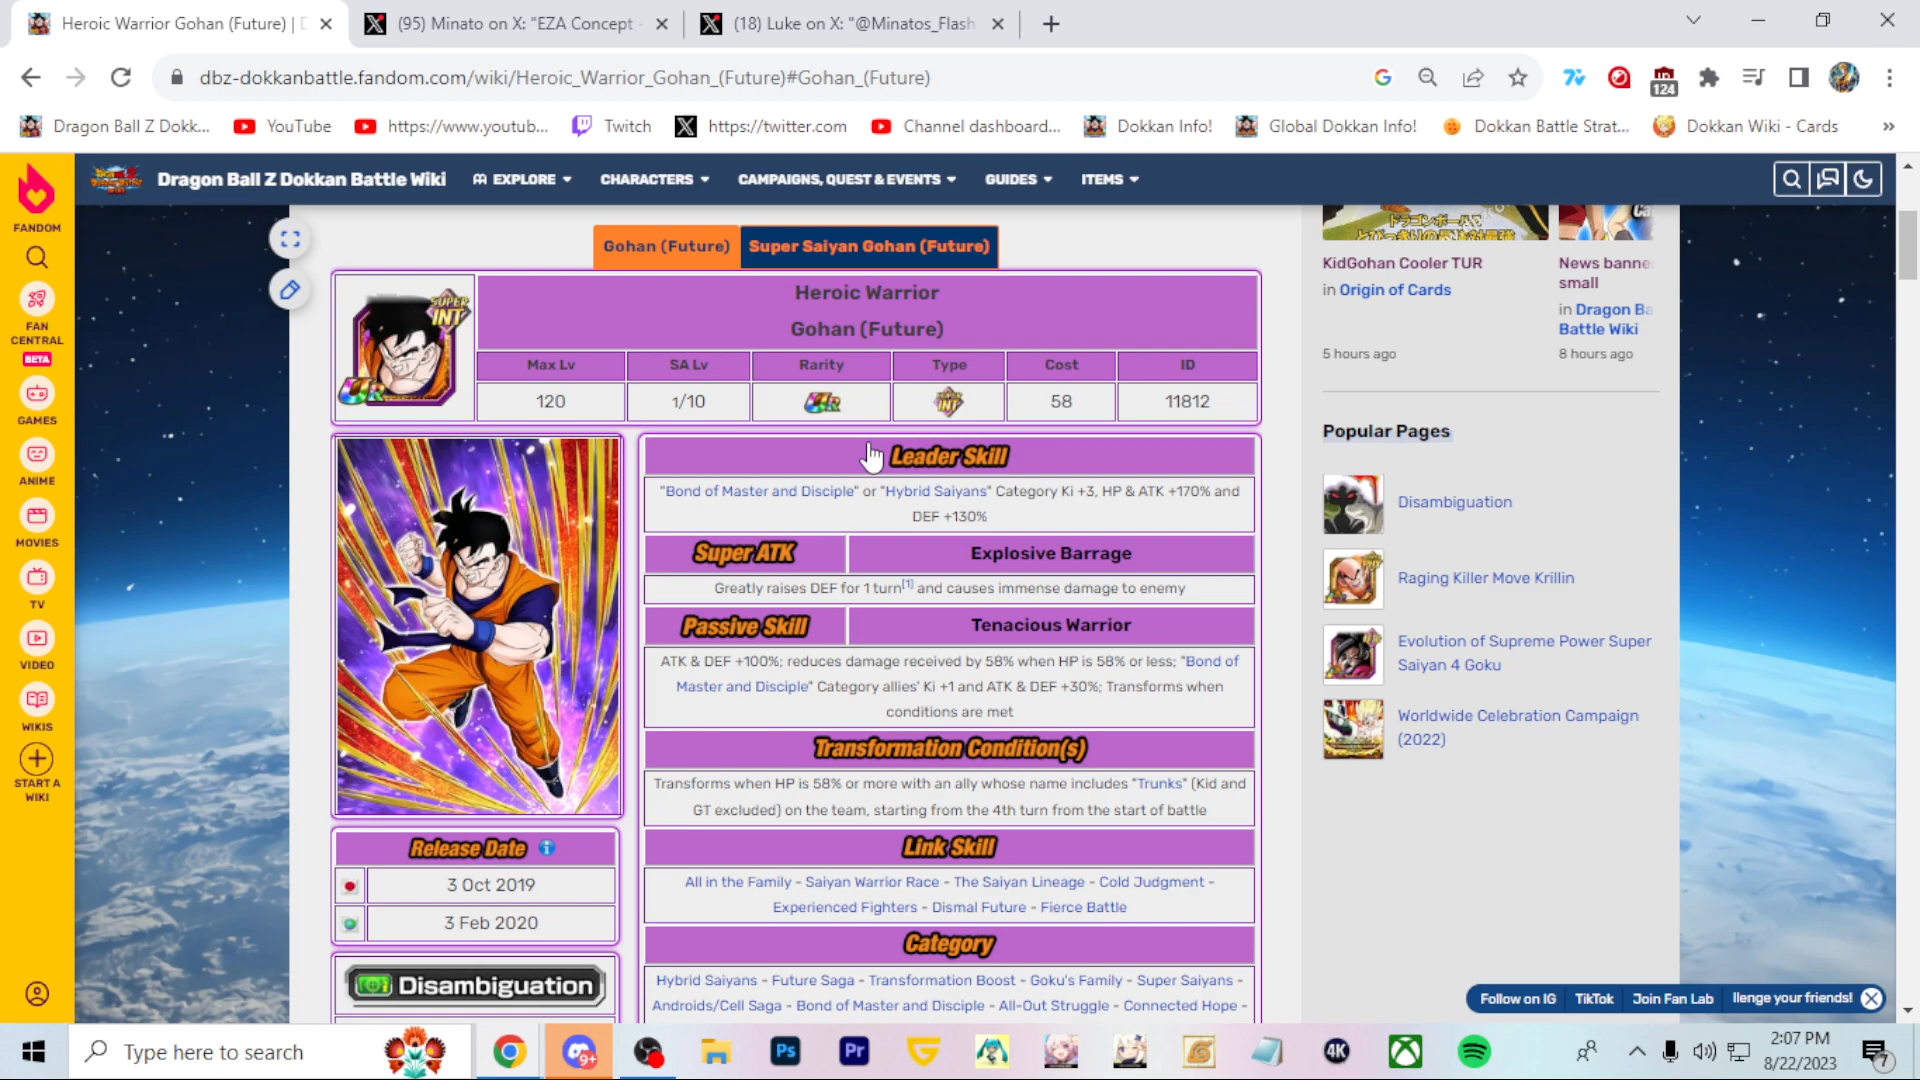 Heroic Warrior Gohan (Future) | D
(95) Minato on X: "EZA Concept -
(18) Luke on X: "@Minatos_Flash
dbz-dokkanbattle.fandom.com/wiki/Heroic_Warrior_Gohan_(Future)#Gohan_(Future)
124
Dragon Ball Z Dokk...
YouTube
https://www.youtub...
Twitch
https://twitter.com
Channel dashboard...
Dokkan Info!
Global Dokkan Info!
Dokkan Battle Strat...
Dokkan Wiki - Cards
»
Dragon Ball Z Dokkan Battle Wiki
EXPLORE
CHARACTERS
CAMPAIGNS, QUEST & EVENTS
GUIDES
ITEMS
FANDOM
FAN
CENTRAL
BETA
GAMES
ANIME
MOVIES
TV
VIDEO
WIKIS
START A
WIKI
Gohan (Future)
Super Saiyan Gohan (Future)
SUPER
INT
UR
Heroic Warrior
Gohan (Future)
Max Lv
SA Lv
Rarity
Type
Cost
ID
120
1/10
UR
SUPER INT
58
11812
Leader Skill
"Bond of Master and Disciple" or "Hybrid Saiyans" Category Ki +3, HP & ATK +170% and
DEF +130%
Super ATK
Explosive Barrage
Greatly raises DEF for 1 turn[1] and causes immense damage to enemy
Passive Skill
Tenacious Warrior
ATK & DEF +100%; reduces damage received by 58% when HP is 58% or less; "Bond of
Master and Disciple" Category allies' Ki +1 and ATK & DEF +30%; Transforms when
conditions are met
Transformation Condition(s)
Transforms when HP is 58% or more with an ally whose name includes "Trunks" (Kid and
GT excluded) on the team, starting from the 4th turn from the start of battle
Link Skill
All in the Family - Saiyan Warrior Race - The Saiyan Lineage - Cold Judgment -
Experienced Fighters - Dismal Future - Fierce Battle
Category
Hybrid Saiyans - Future Saga - Transformation Boost - Goku's Family - Super Saiyans -
Androids/Cell Saga - Bond of Master and Disciple - All-Out Struggle - Connected Hope -
Release Date
3 Oct 2019
3 Feb 2020
Disambiguation
KidGohan Cooler TUR
in Origin of Cards
5 hours ago
News banne
small
in Dragon Ba
Battle Wiki
8 hours ago
Popular Pages
Disambiguation
Raging Killer Move Krillin
Evolution of Supreme Power Super
Saiyan 4 Goku
Worldwide Celebration Campaign
(2022)
Follow on IG
TikTok
Join Fan Lab
llenge your friends!
Type here to search
9+
Ps
Pr
4K
2:07 PM
8/22/2023
7